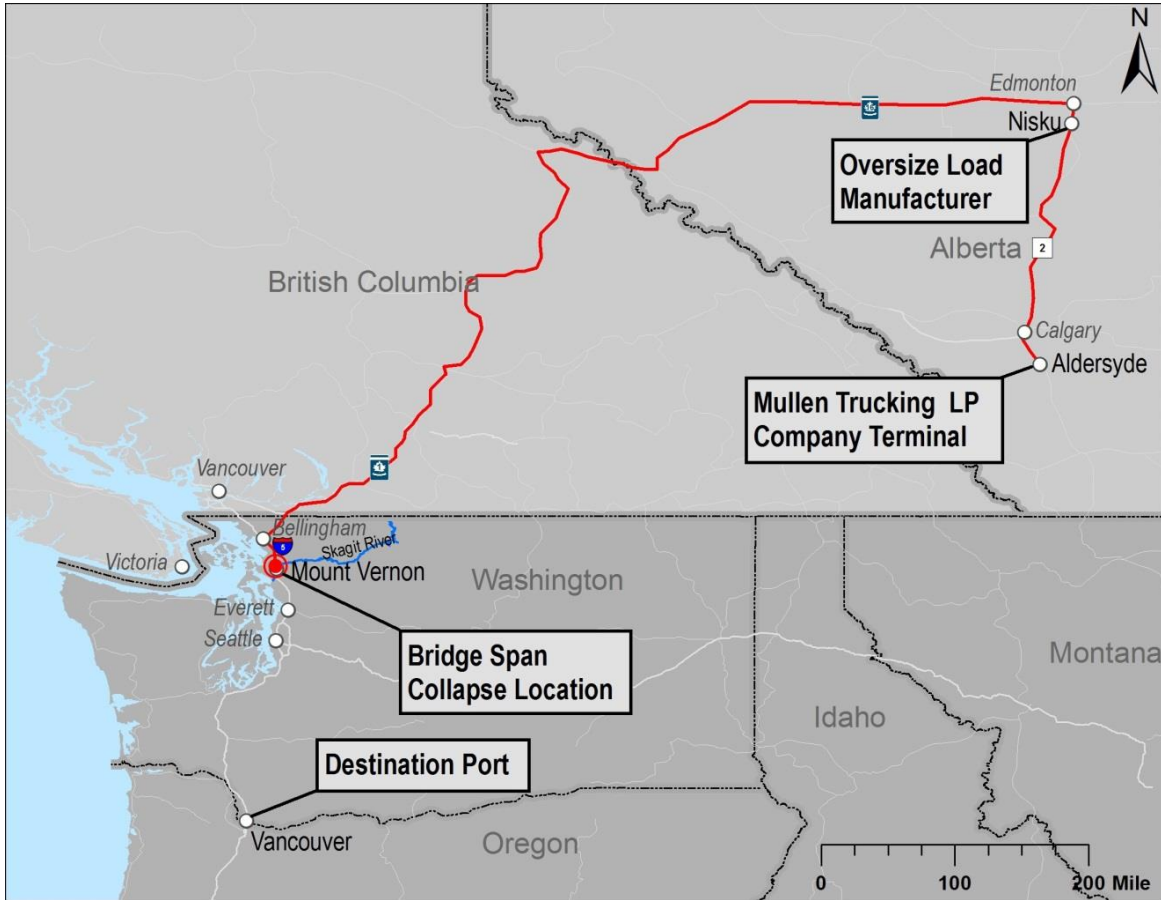 N
Edmonton
Nisku
Oversize Load
Manufacturer
Alberta
2
British Columbia
Calgary
Aldersyde
Mullen Trucking LP
Company Terminal
1
Vancouver
Bellingham
5
Skagit River
Victoria
Mount Vernon
Washington
Everett
Seattle
Bridge Span
Collapse Location
Montana
Idaho
Destination Port
Vancouver
Oregon
0
100
200 Mile